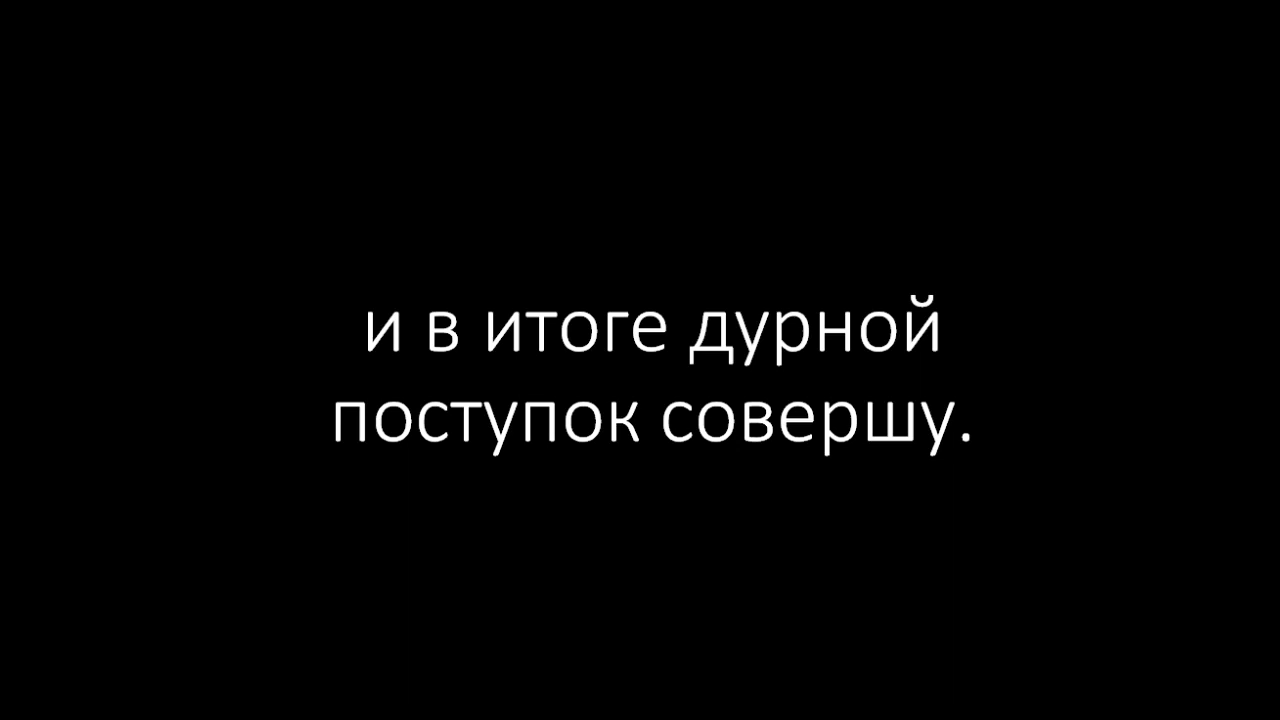 и в итоге дурной
поступок совершу.